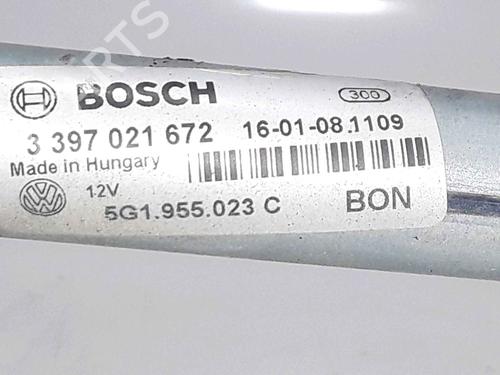 BOSCH
300
3 397 021 672 16-01-08.1109
Made in Hungary
12V
5G1.955.023 C BON